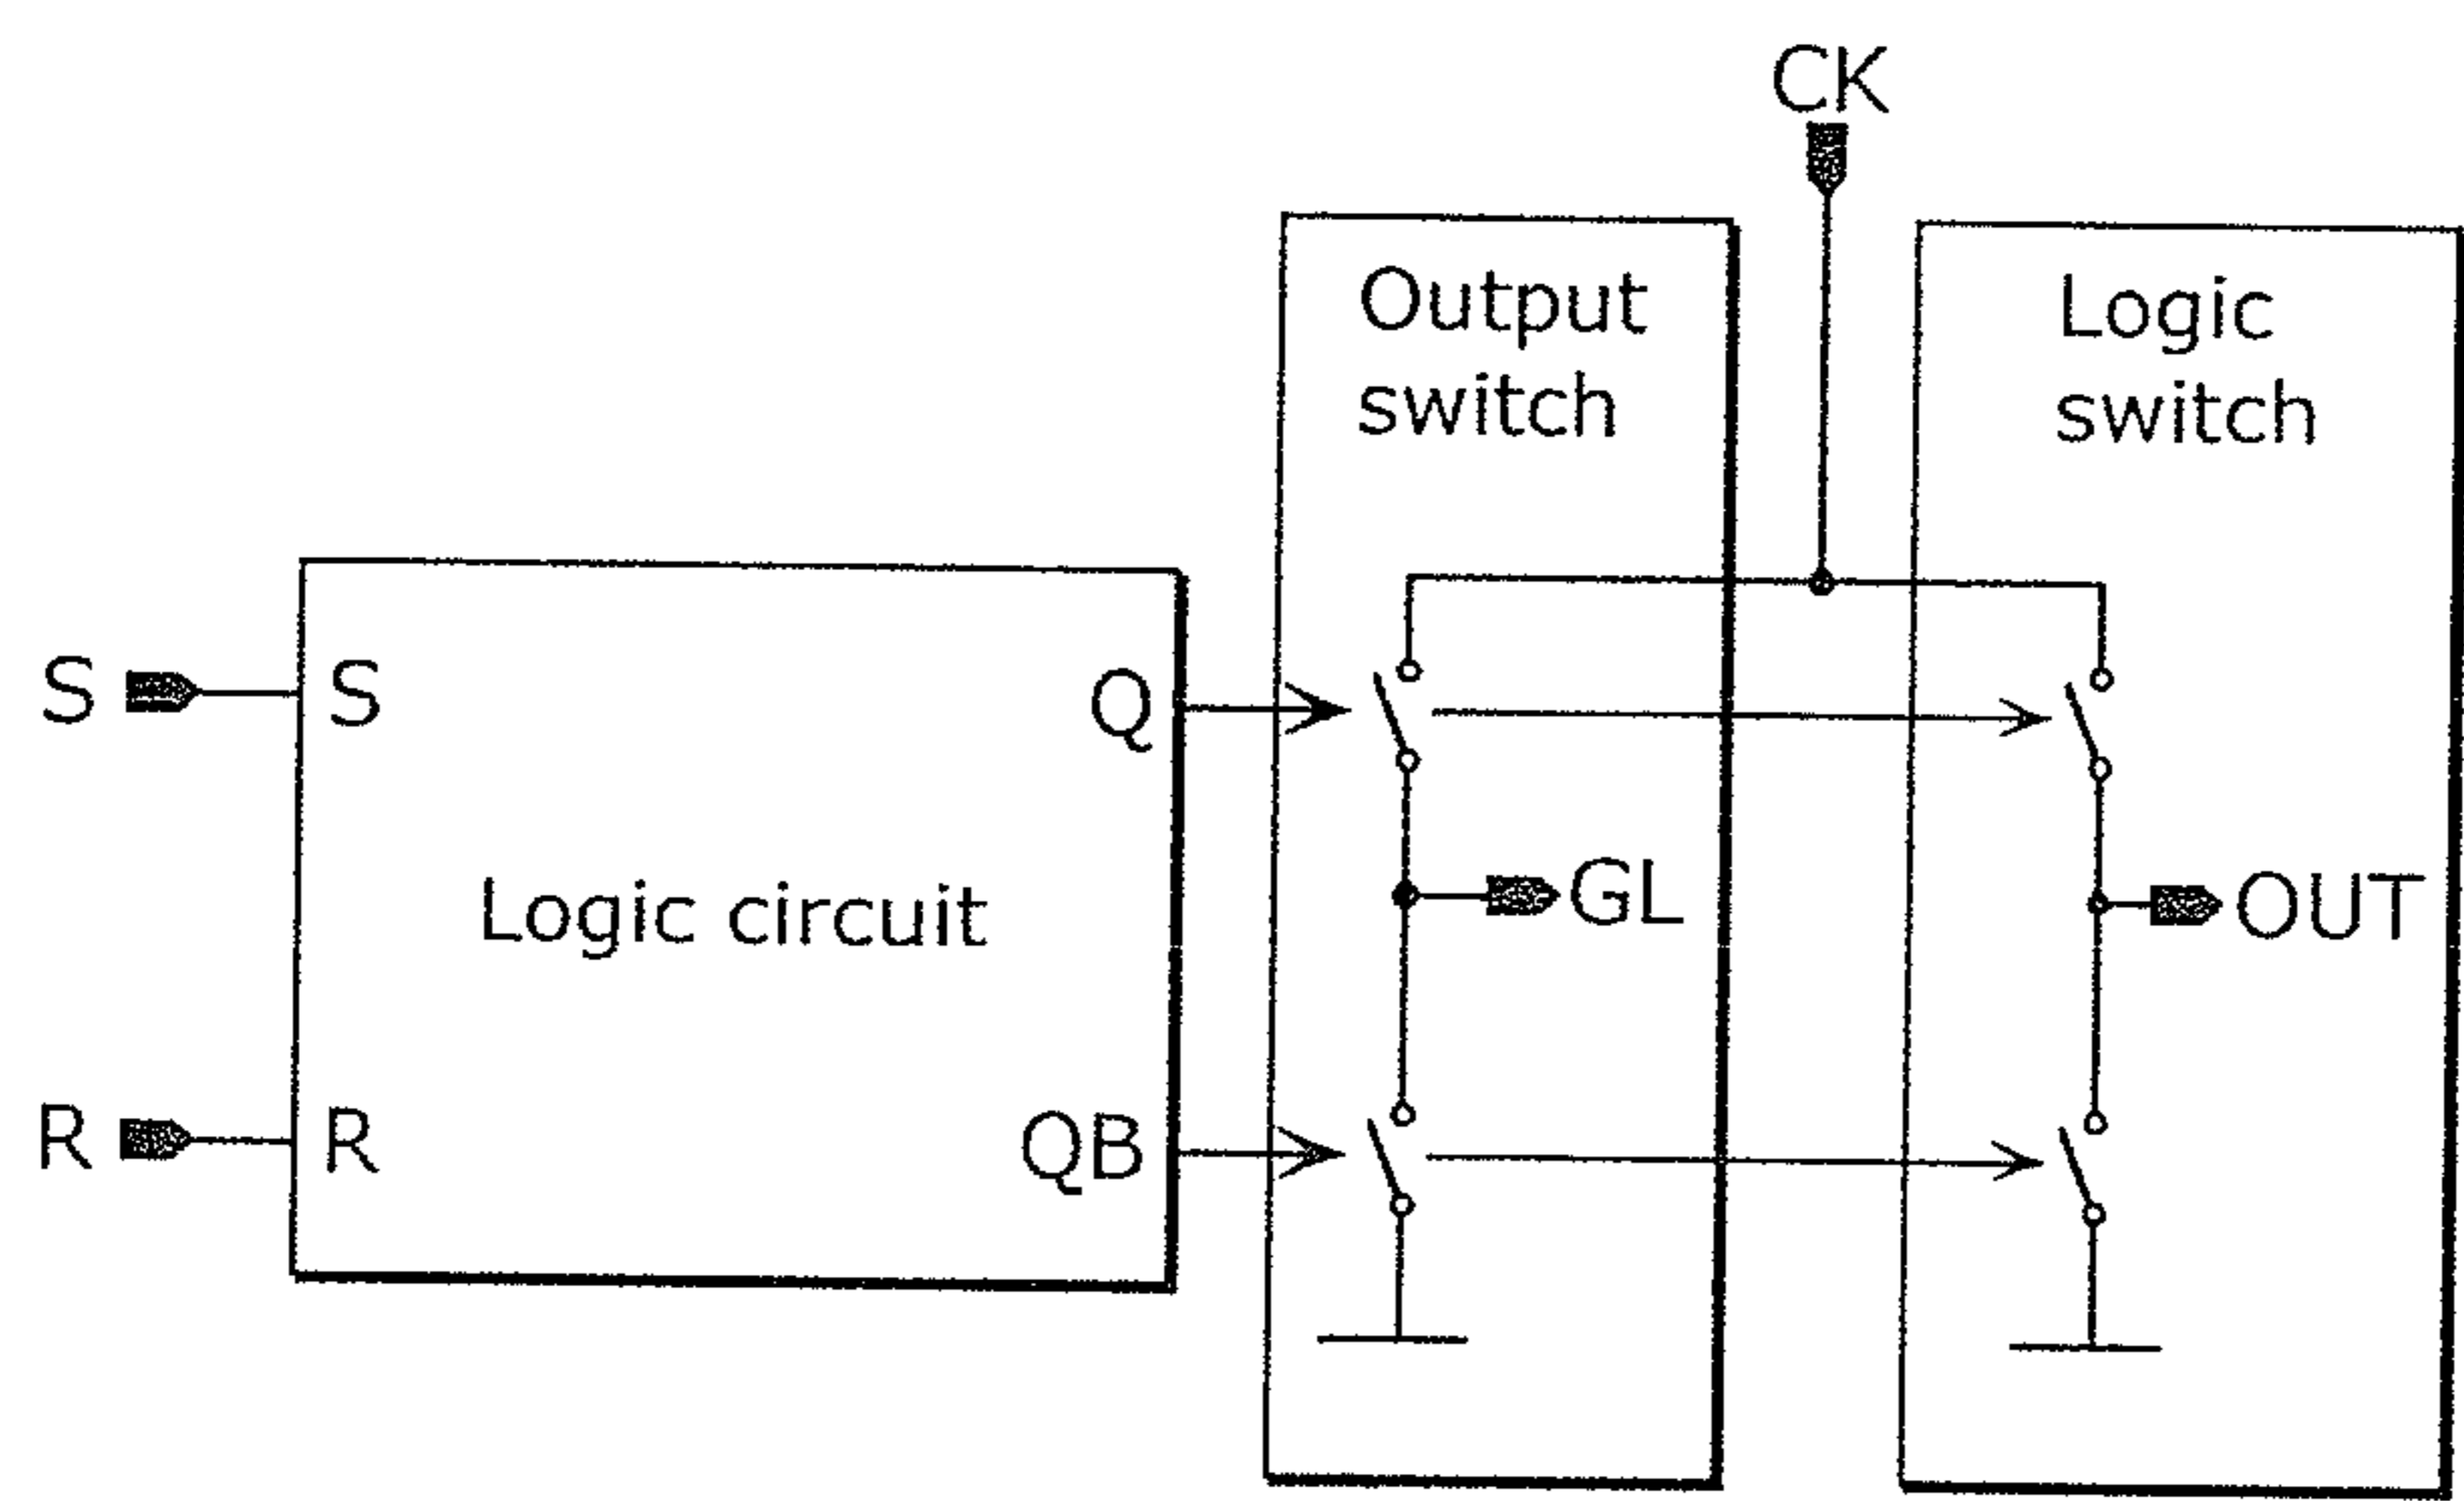 CK
Output
switch
Logic
switch
S
S
Q
Logic circuit
GL
OUT
R
R
QB